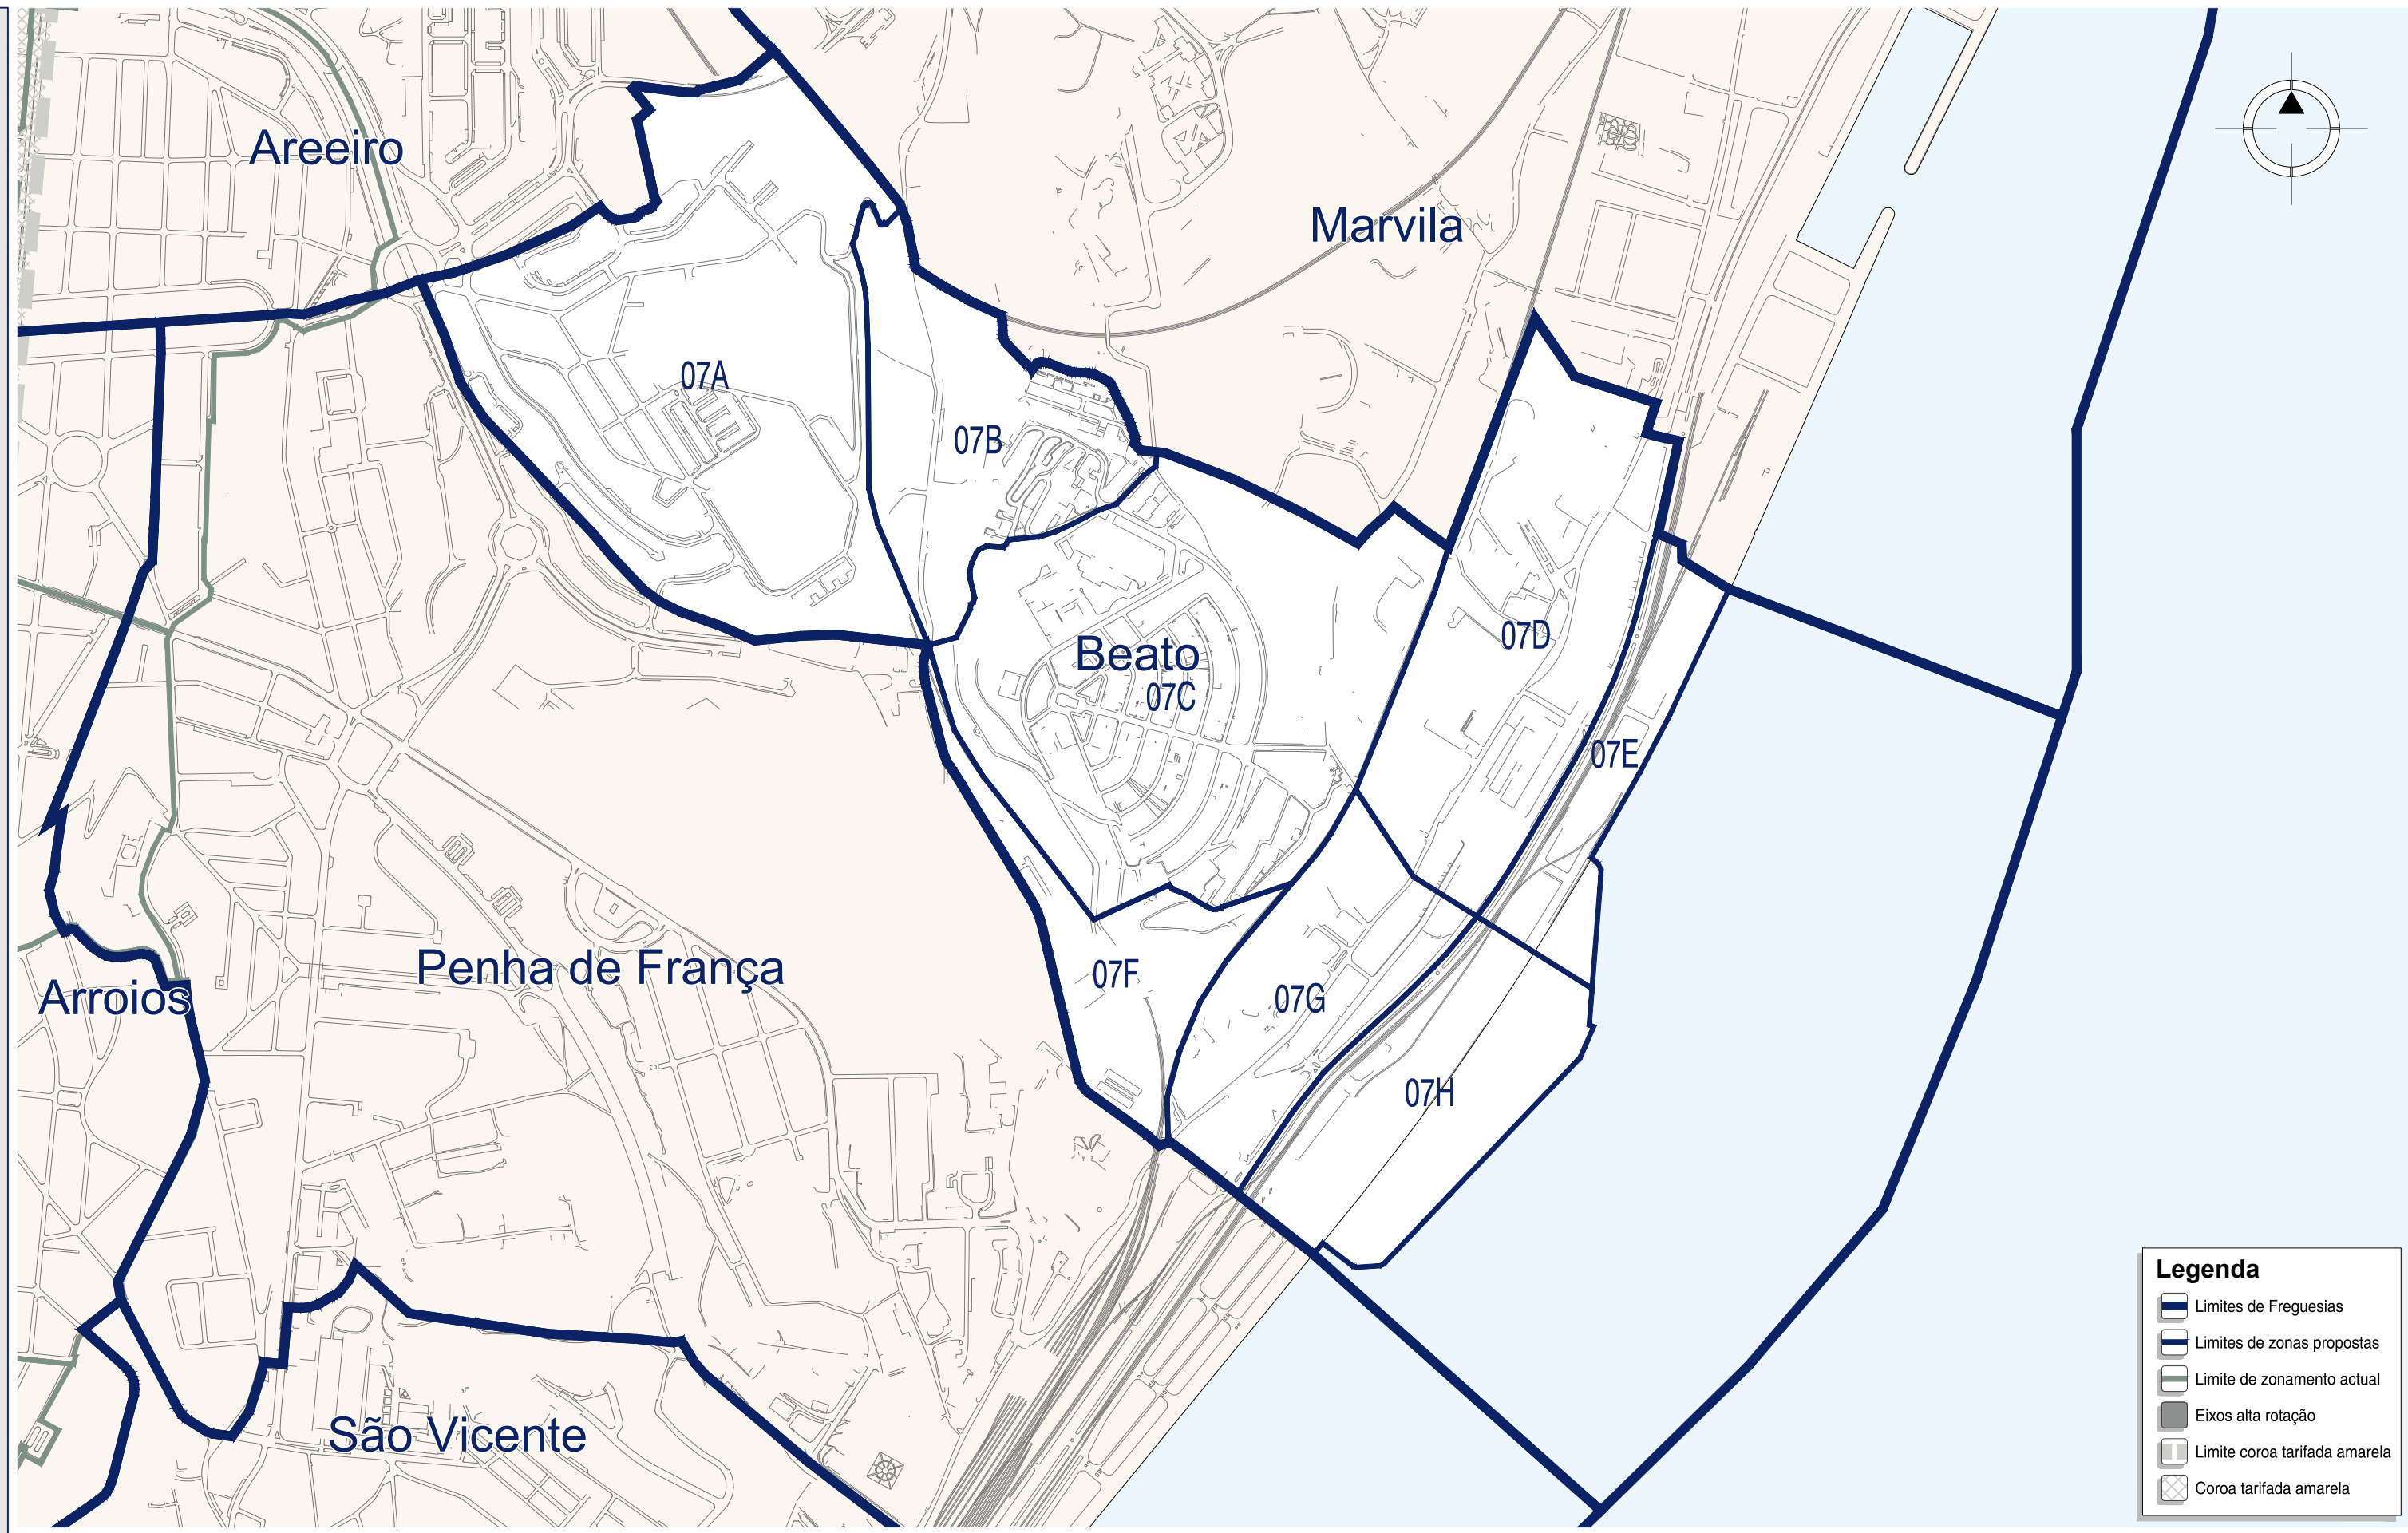 Areeiro
Marvila
07A
07B
07D
Beato
07C
07E
Penha de França
07F
Arroios
07G
07H
São Vicente
Legenda
Limites de Freguesias
Limites de zonas propostas
Limite de zonamento actual
Eixos alta rotação
Limite coroa tarifada amarela
Coroa tarifada amarela